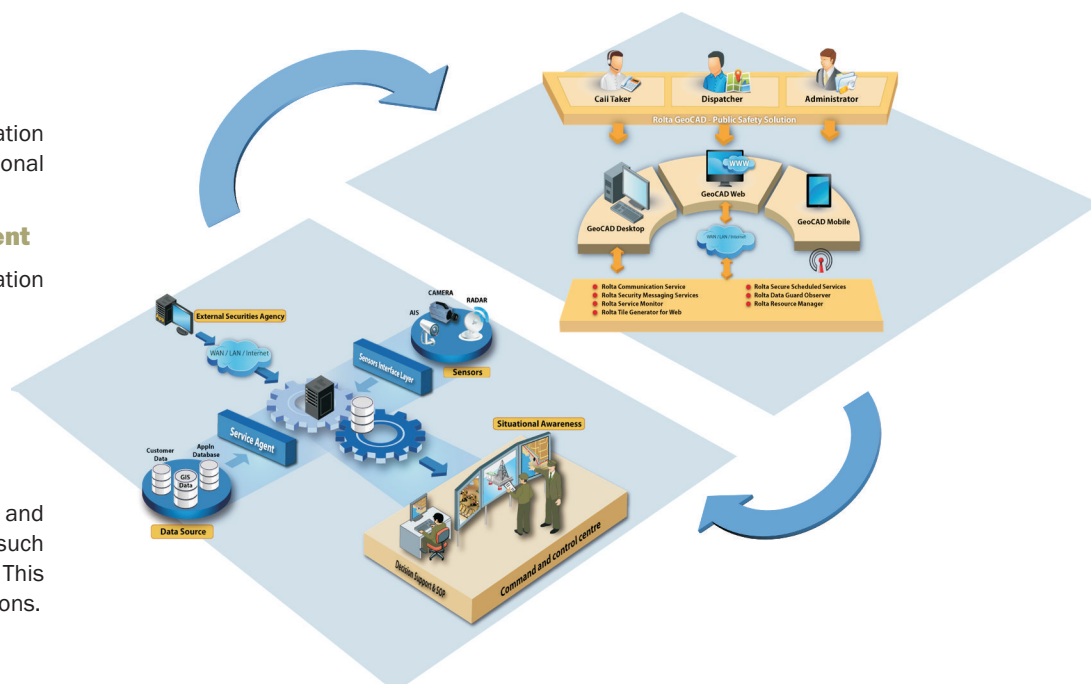 ation
ional
ent
ation
and
such
This
ons.
Call Taker
Dispatcher
Administrator
Rolta GeoCAD - Public Safety Solution
WWW
GeoCAD Web
GeoCAD Desktop
GeoCAD Mobile
WAN / LAN / Internet
Rolta Communication Service
Rolta Security Messaging Services
Rolta Service Monitor
Rolta Tile Generator for Web
Rolta Secure Scheduled Services
Rolta Data Guard Observer
Rolta Resource Manager
External Securities Agency
WAN / LAN / Internet
CAMERA
RADAR
AIS
Sensors Interface Layer
Sensors
Service Agent
Customer
Data
Appln
Database
GIS
Data
Data Source
Situational Awareness
Decision Support & SOP
Command and control centre